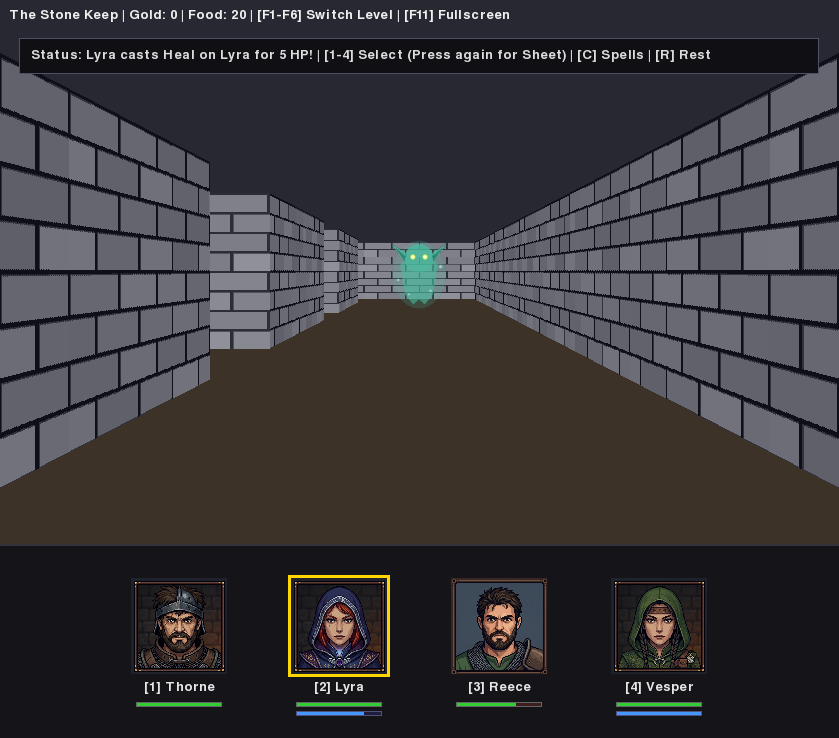 The Stone Keep | Gold: 0 | Food: 20 | [F1-F6] Switch Level | [F11] Fullscreen
Status: Lyra casts Heal on Lyra for 5 HP! | [1-4] Select (Press again for Sheet) | [C] Spells | [R] Rest
[1] Thorne
[2] Lyra
[3] Reece
[4] Vesper